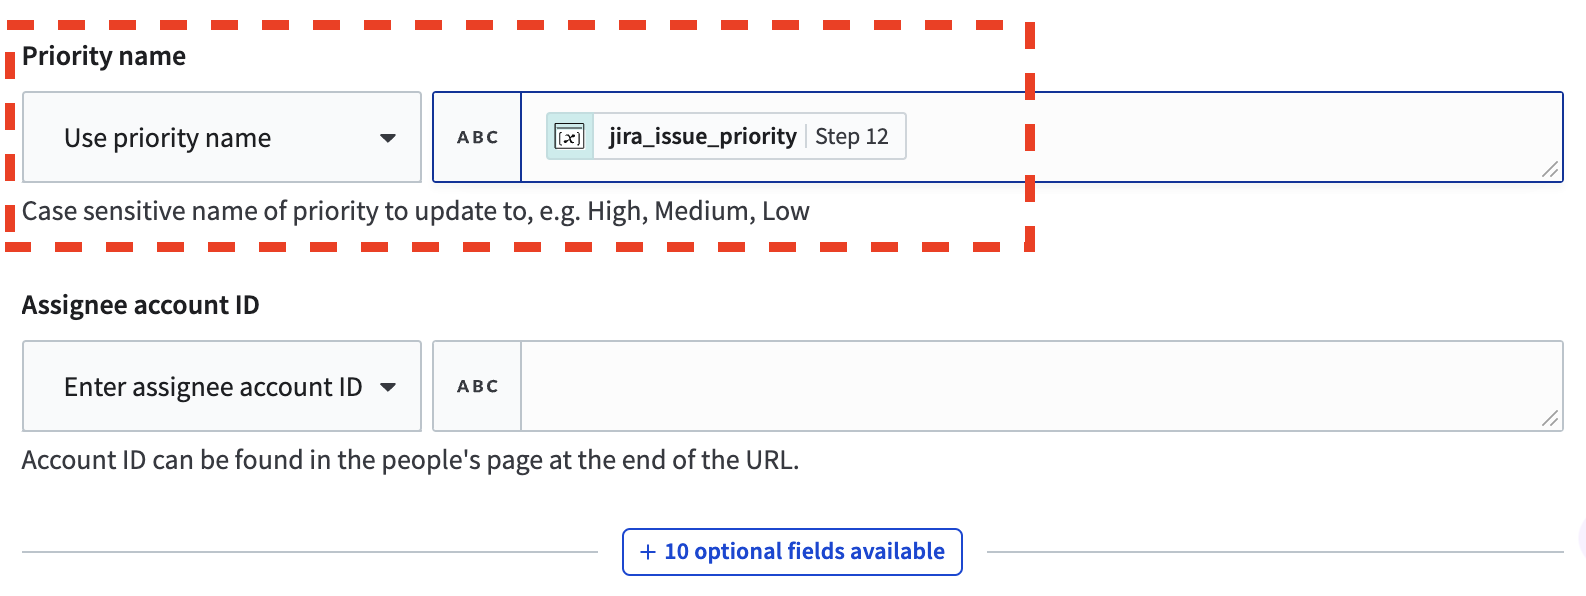 Priority name
Use priority name
ABC
[x] jira_issue_priority Step 12
Case sensitive name of priority to update to, e.g. High, Medium, Low
Assignee account ID
Enter assignee account ID
ABC
Account ID can be found in the people's page at the end of the URL.
+ 10 optional fields available